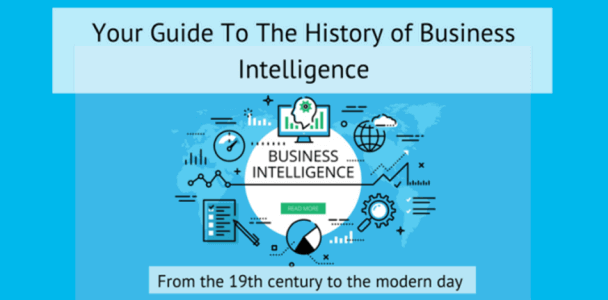 Your Guide To The History of Business
Intelligence
BUSINESS
INTELLIGENCE
READ MORE
From the 19th century to the modern day